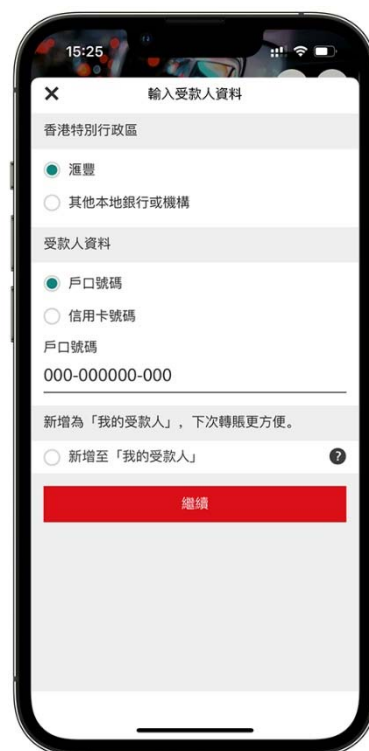 15:25
輸入受款人資料
香港特別行政區
滙豐
其他本地銀行或機構
受款人資料
戶口號碼
信用卡號碼
戶口號碼
000-000000-000
新增為「我的受款人」，下次轉賬更方便。
新增至「我的受款人」
?
繼續